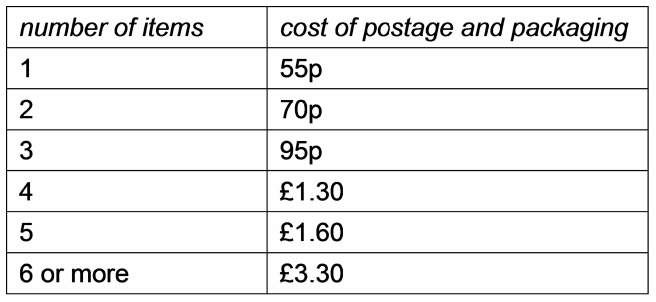 number of items cost of postage and packaging
1 55p
2 70p
3 95p
4 £1.30
5 £1.60
6 or more £3.30